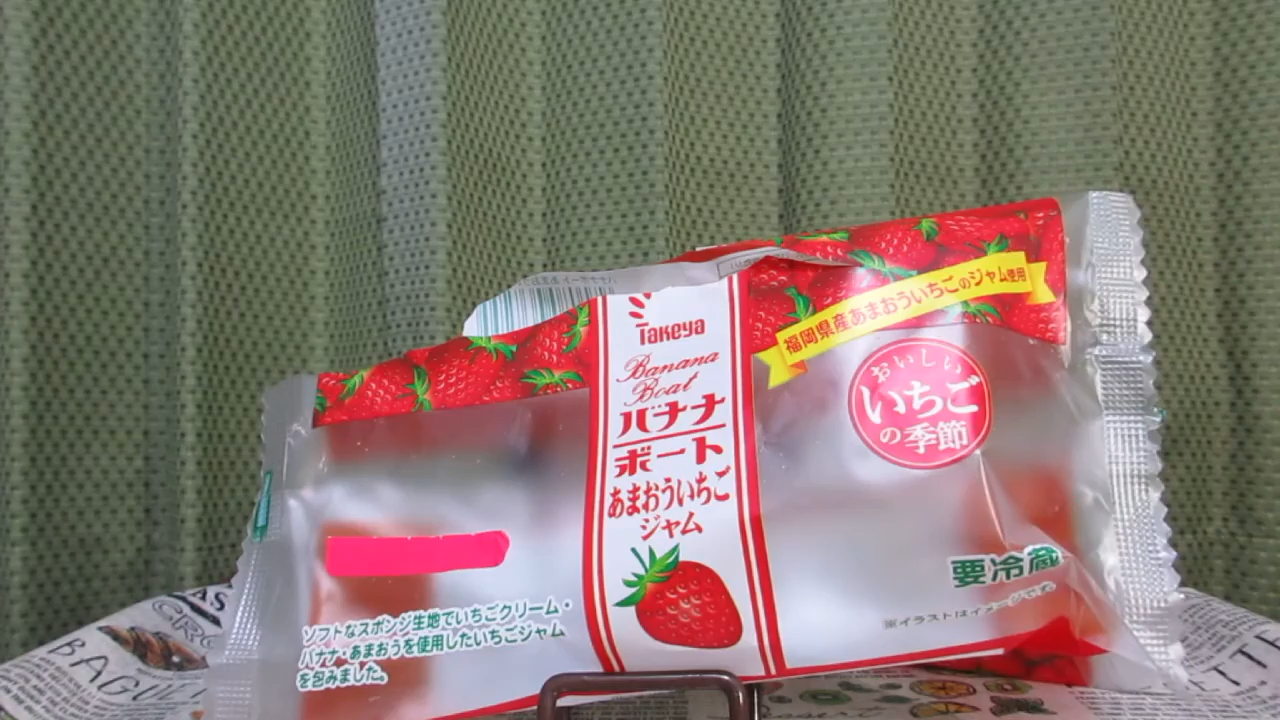 Takeya
Banana
Boat
バナナ
ボート
あまおういちご
ジャム
福岡県産あまおういちごのジャム使用
おいしい
いちご
の季節
要冷蔵
※イラストはイメージです。
ソフトなスポンジ生地でいちごクリーム・
バナナ・あまおうを使用したいちごジャム
を包みました。